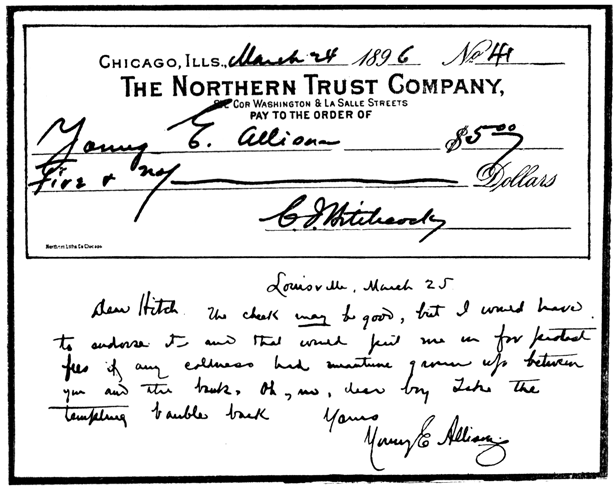 CHICAGO, ILLS., March 24 1896 No 41
THE NORTHERN TRUST COMPANY,
S.E. COR WASHINGTON & LA SALLE STREETS
PAY TO THE ORDER OF
Young E. Allison $5.00
Five & no/ Dollars
C. J. Hitchcock
Northern Litho Co Chicago
Louisville, March 25
Dear Hitch. The check may be good, but I would have
to endorse it and that would put me in for protest
fees if any coldness had meantime grown up between
you and the bank. Oh, no, dear boy Take the
tempting bauble back Yours
Young E Allison